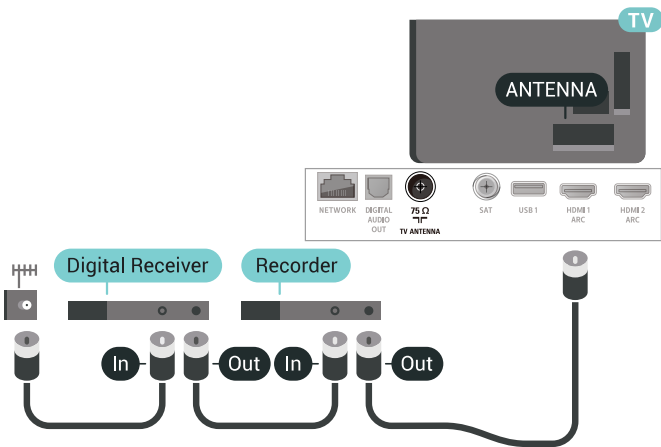 TV
ANTENNA
NETWORK
DIGITAL
AUDIO
OUT
75 Ω
TV ANTENNA
SAT
USB 1
HDMI 1
ARC
HDMI 2
ARC
Digital Receiver
Recorder
In
Out
In
Out